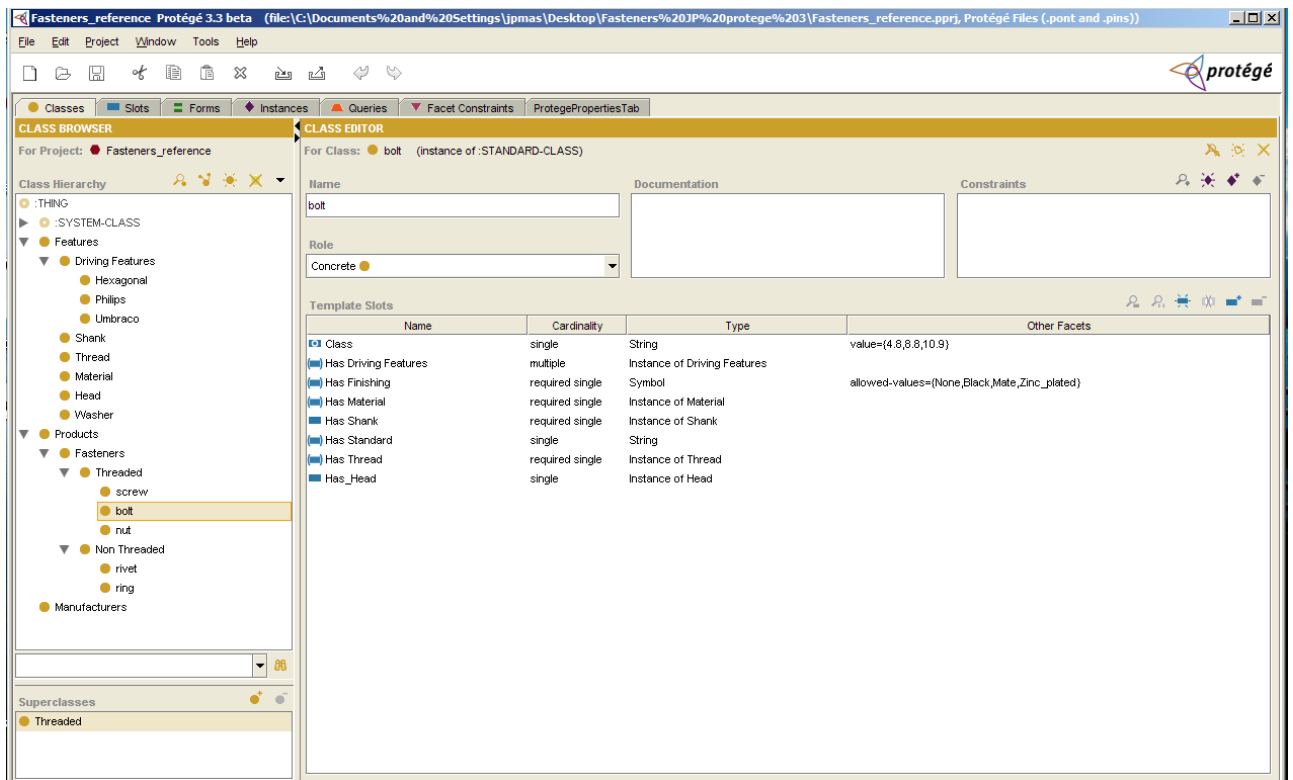 Fasteners_reference Protégé 3.3 beta (file:\C:\Documents%20and%20Settings\jpmas\Desktop\Fasteners%20JP%20protege%203\Fasteners_reference.pprj, Protégé Files (.pont and .pins))
File Edit Project Window Tools Help
protégé
Classes Slots Forms Instances Queries Facet Constraints ProtegePropertiesTab
CLASS BROWSER
For Project: Fasteners_reference
Class Hierarchy
:THING
:SYSTEM-CLASS
Features
Driving Features
Hexagonal
Philips
Umbraco
Shank
Thread
Material
Head
Washer
Products
Fasteners
Threaded
screw
bolt
nut
Non Threaded
rivet
ring
Manufacturers
Superclasses
Threaded
CLASS EDITOR
For Class: bolt (instance of :STANDARD-CLASS)
Name Documentation Constraints
bolt
Role
Concrete
Template Slots
Name Cardinality Type Other Facets
Class single String value={4.8,8.8,10.9}
Has Driving Features multiple Instance of Driving Features
Has Finishing required single Symbol allowed-values={None,Black,Mate,Zinc_plated}
Has Material required single Instance of Material
Has Shank required single Instance of Shank
Has Standard single String
Has Thread required single Instance of Thread
Has_Head single Instance of Head